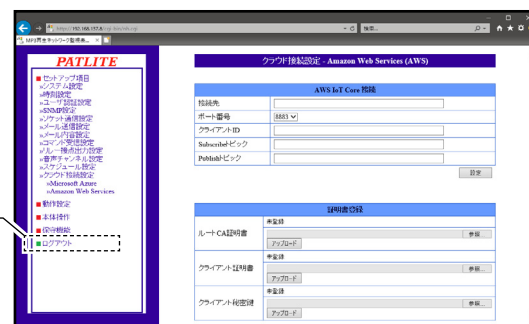 検索...
MP3再生ネットワーク監視表...
PATLITE
クラウド接続設定 - Amazon Web Services (AWS)
■ セットアップ項目
»システム設定
»時刻設定
»ユーザ認証設定
»SNMP設定
»ソケット通信設定
»メール送信設定
»メール内容設定
»コマンド受信設定
»リレー接点出力設定
»音声チャンネル設定
»スケジュール設定
»クラウド接続設定
»Microsoft Azure
»Amazon Web Services
■ 動作設定
■ 本体操作
■ 保守機能
■ ログアウト
AWS IoT Core 接続
接続先
ポート番号 8883
クライアント ID
Subscribeトピック
Publishトピック
設定
証明書登録
ルート CA証明書
未登録
参照...
アップロード
クライアント証明書
未登録
参照...
アップロード
クライアント秘密鍵
未登録
参照...
アップロード